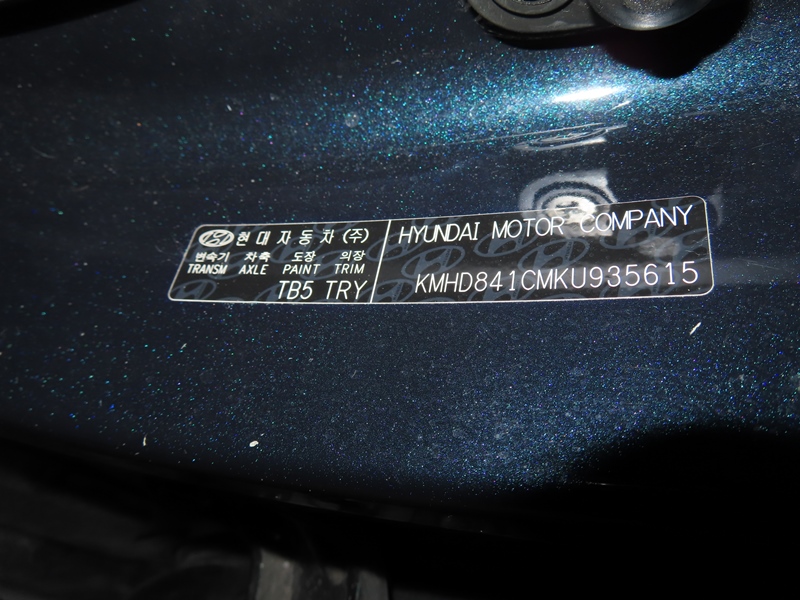 현대자동차(주)
변속기 차축 도장 의장
TRANSM AXLE PAINT TRIM
TB5 TRY
HYUNDAI MOTOR COMPANY
KMHD841CMKU935615